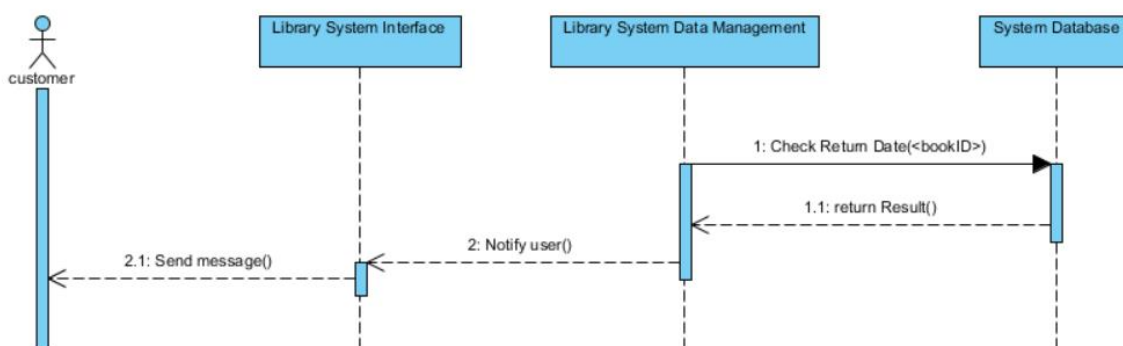 Library System Interface
Library System Data Management
System Database
customer
1: Check Return Date(<bookID>)
1.1: return Result()
2: Notify user()
2.1: Send message()